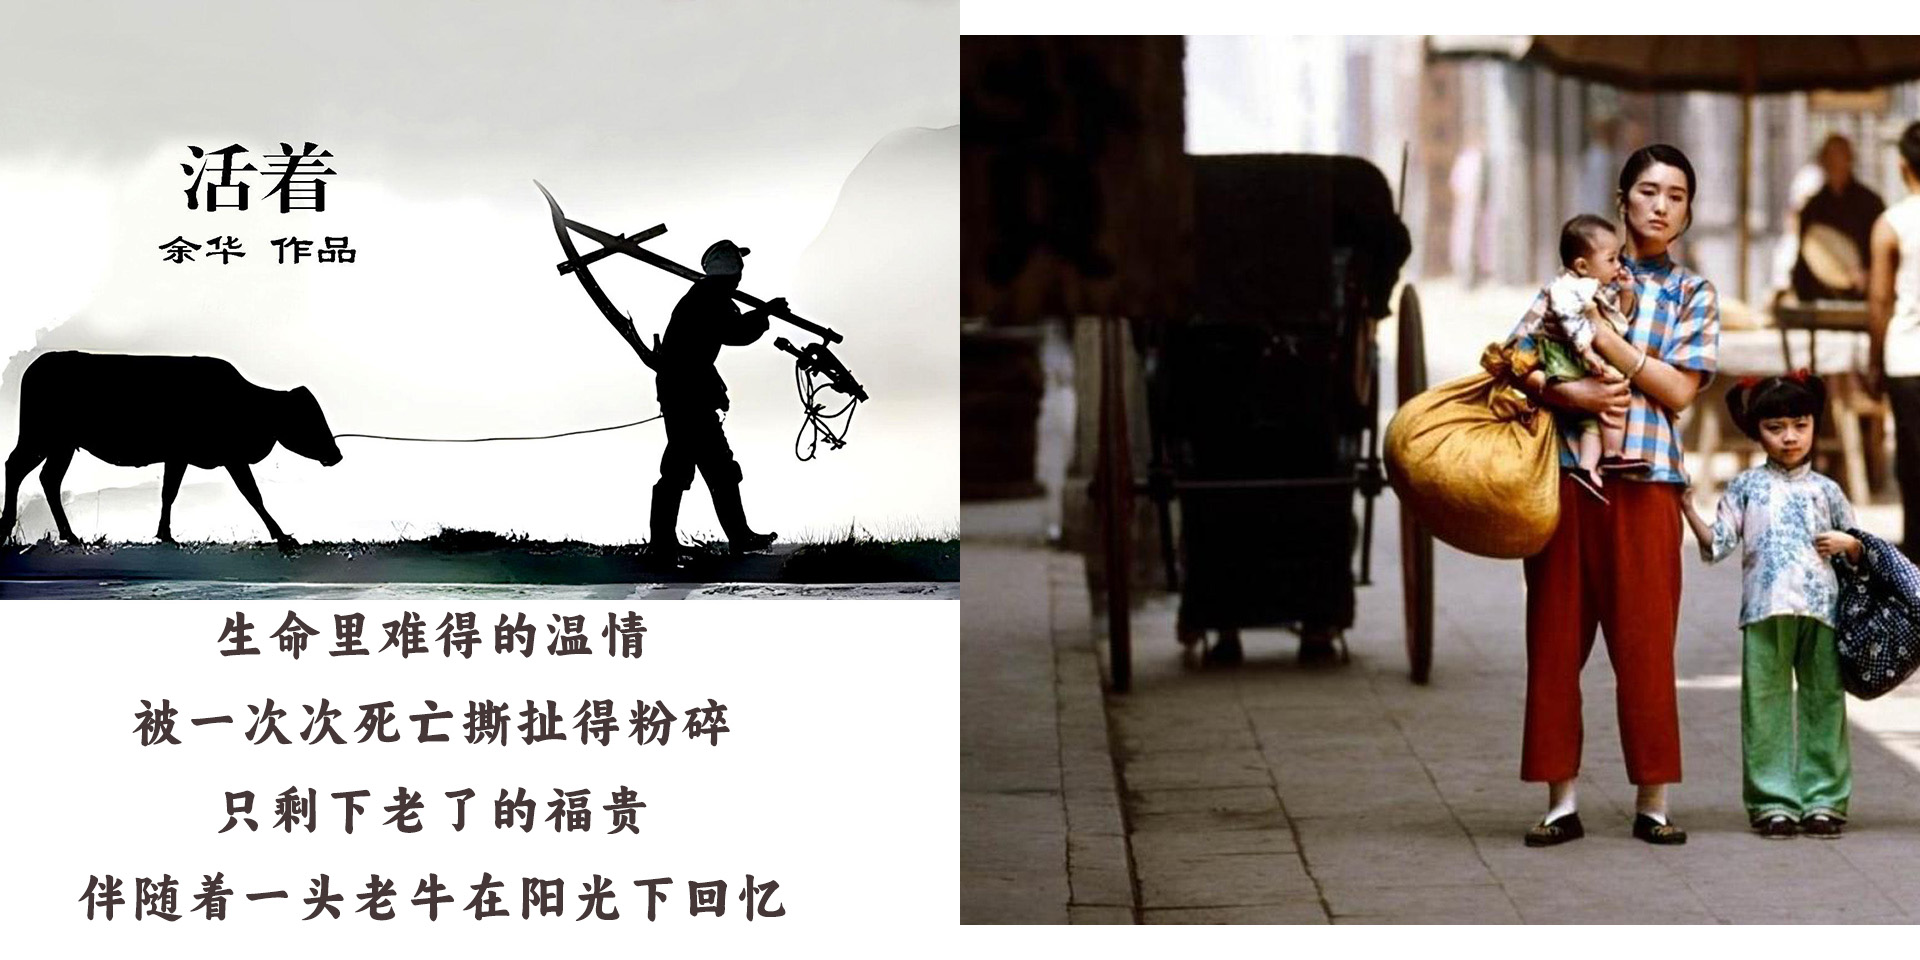 活着
余华 作品
生命里难得的温情
被一次次死亡撕扯得粉碎
只剩下老了的福贵
伴随着一头老牛在阳光下回忆